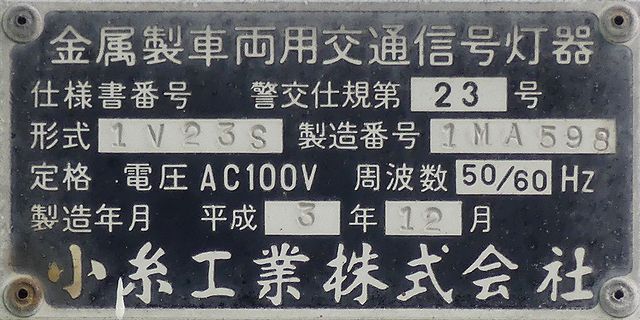 金属製車両用交通信号灯器
仕様書番号 警交仕規第 23 号
形式 1V23S 製造番号 1MA598
定格 電圧 AC100V 周波数 50/60 Hz
製造年月 平成 3 年 12 月
小糸工業株式会社